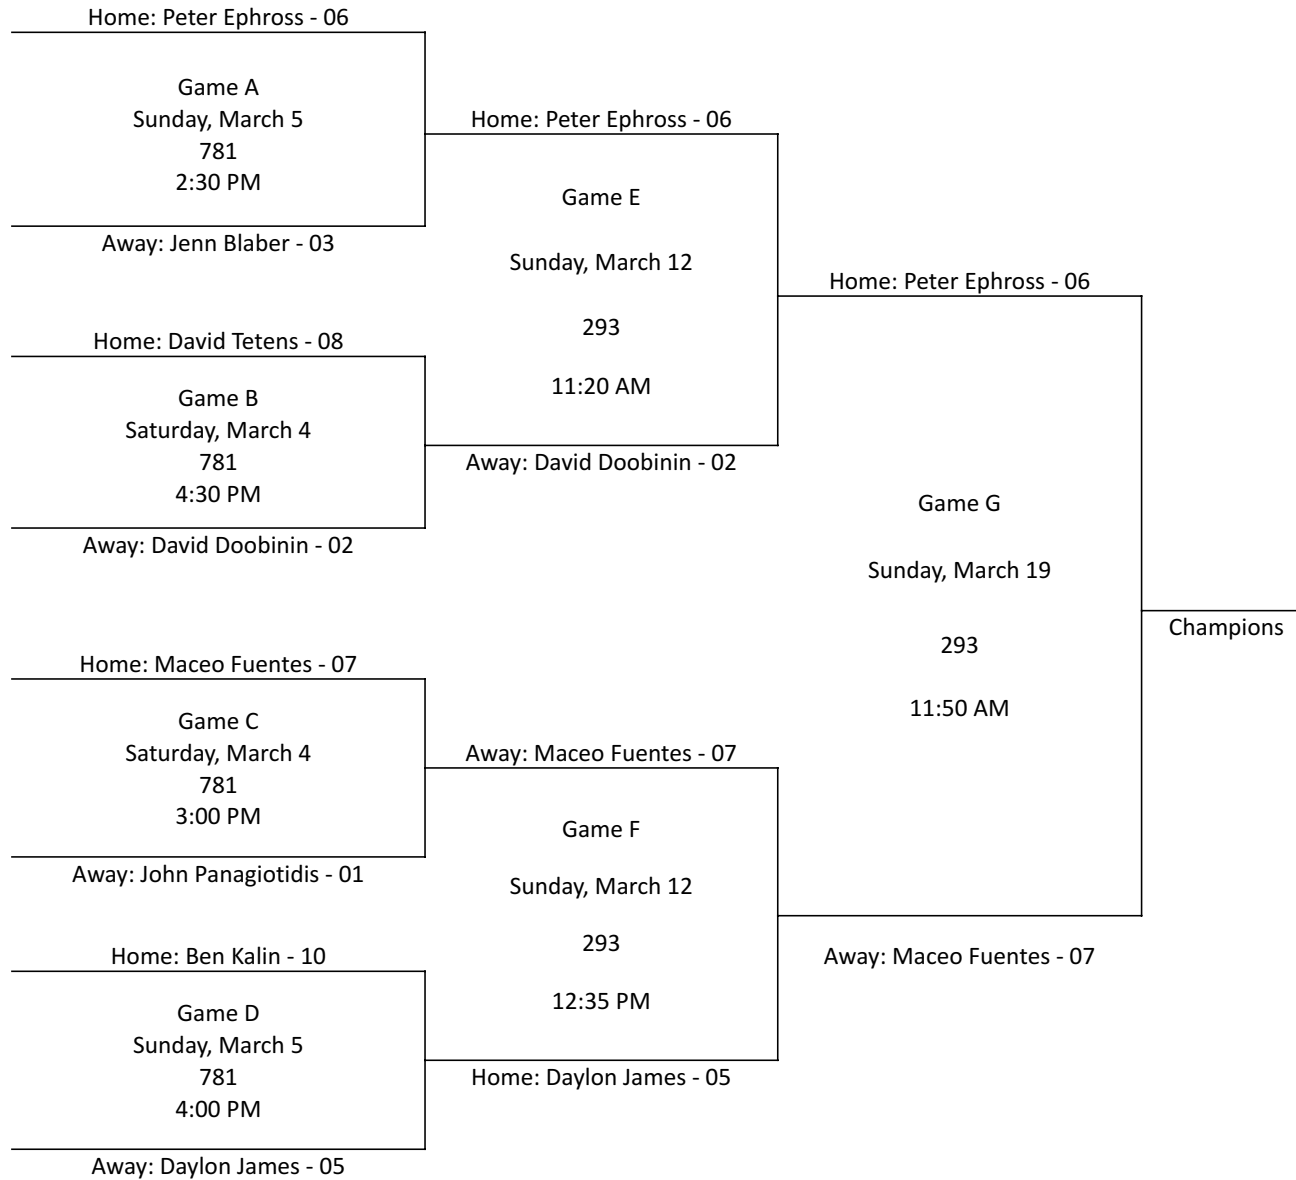 Home: Peter Ephross - 06
Game A
Sunday, March 5
781
2:30 PM
Away: Jenn Blaber - 03
Home: David Tetens - 08
Game B
Saturday, March 4
781
4:30 PM
Away: David Doobinin - 02
Home: Maceo Fuentes - 07
Game C
Saturday, March 4
781
3:00 PM
Away: John Panagiotidis - 01
Home: Ben Kalin - 10
Game D
Sunday, March 5
781
4:00 PM
Away: Daylon James - 05
Home: Peter Ephross - 06
Game E
Sunday, March 12
293
11:20 AM
Away: David Doobinin - 02
Away: Maceo Fuentes - 07
Game F
Sunday, March 12
293
12:35 PM
Home: Daylon James - 05
Home: Peter Ephross - 06
Game G
Sunday, March 19
293
11:50 AM
Away: Maceo Fuentes - 07
Champions